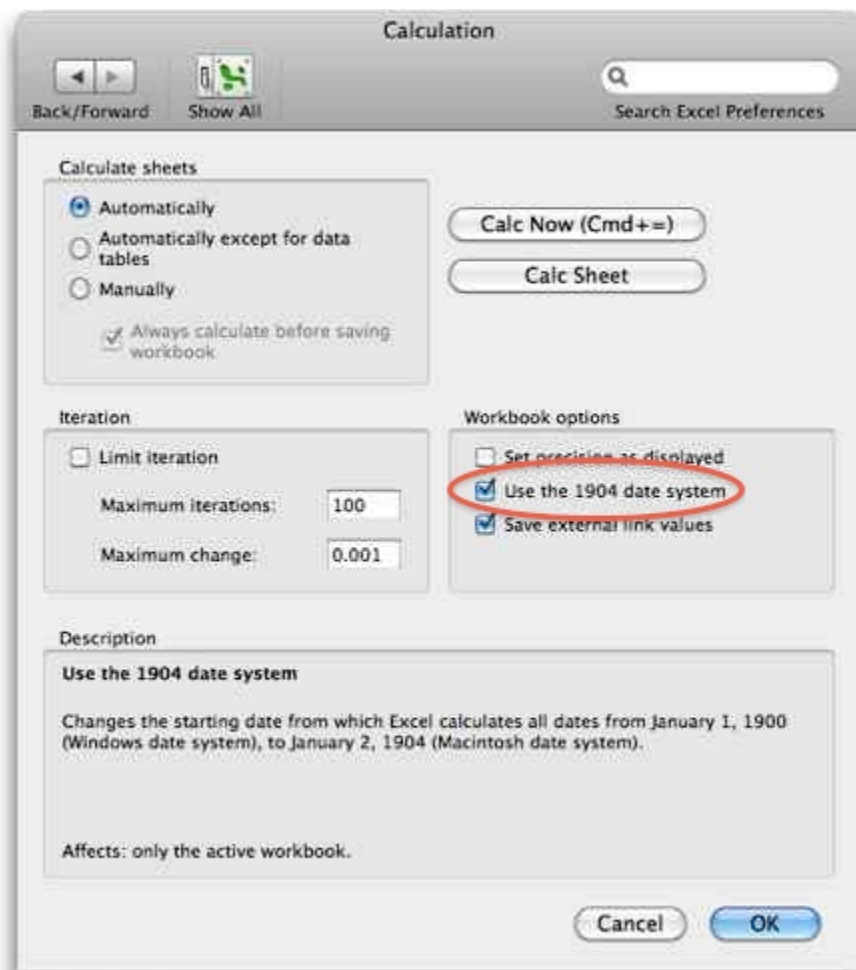 Calculation
Back/Forward
Show All
Search Excel Preferences
Calculate sheets
Automatically
Automatically except for data
tables
Manually
Always calculate before saving
workbook
Calc Now (Cmd+=)
Calc Sheet
Iteration
Limit iteration
Maximum iterations: 100
Maximum change: 0.001
Workbook options
Set precision as displayed
Use the 1904 date system
Save external link values
Description
Use the 1904 date system
Changes the starting date from which Excel calculates all dates from January 1, 1900
(Windows date system), to January 2, 1904 (Macintosh date system).
Affects: only the active workbook.
Cancel
OK